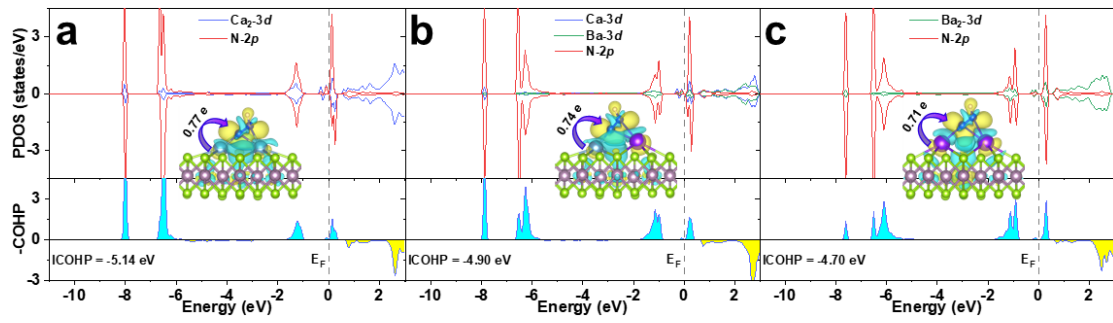 a
Ca₂-3d
N-2p
b
Ca-3d
Ba-3d
N-2p
c
Ba₂-3d
N-2p
PDOS (states/eV)
3
0
-3
0.77 e
0.74 e
0.71 e
-COHP
3
0
-3
ICOHP = -5.14 eV
E_F
ICOHP = -4.90 eV
E_F
ICOHP = -4.70 eV
E_F
-10 -8 -6 -4 -2 0 2
-10 -8 -6 -4 -2 0 2
-10 -8 -6 -4 -2 0 2
Energy (eV)
Energy (eV)
Energy (eV)